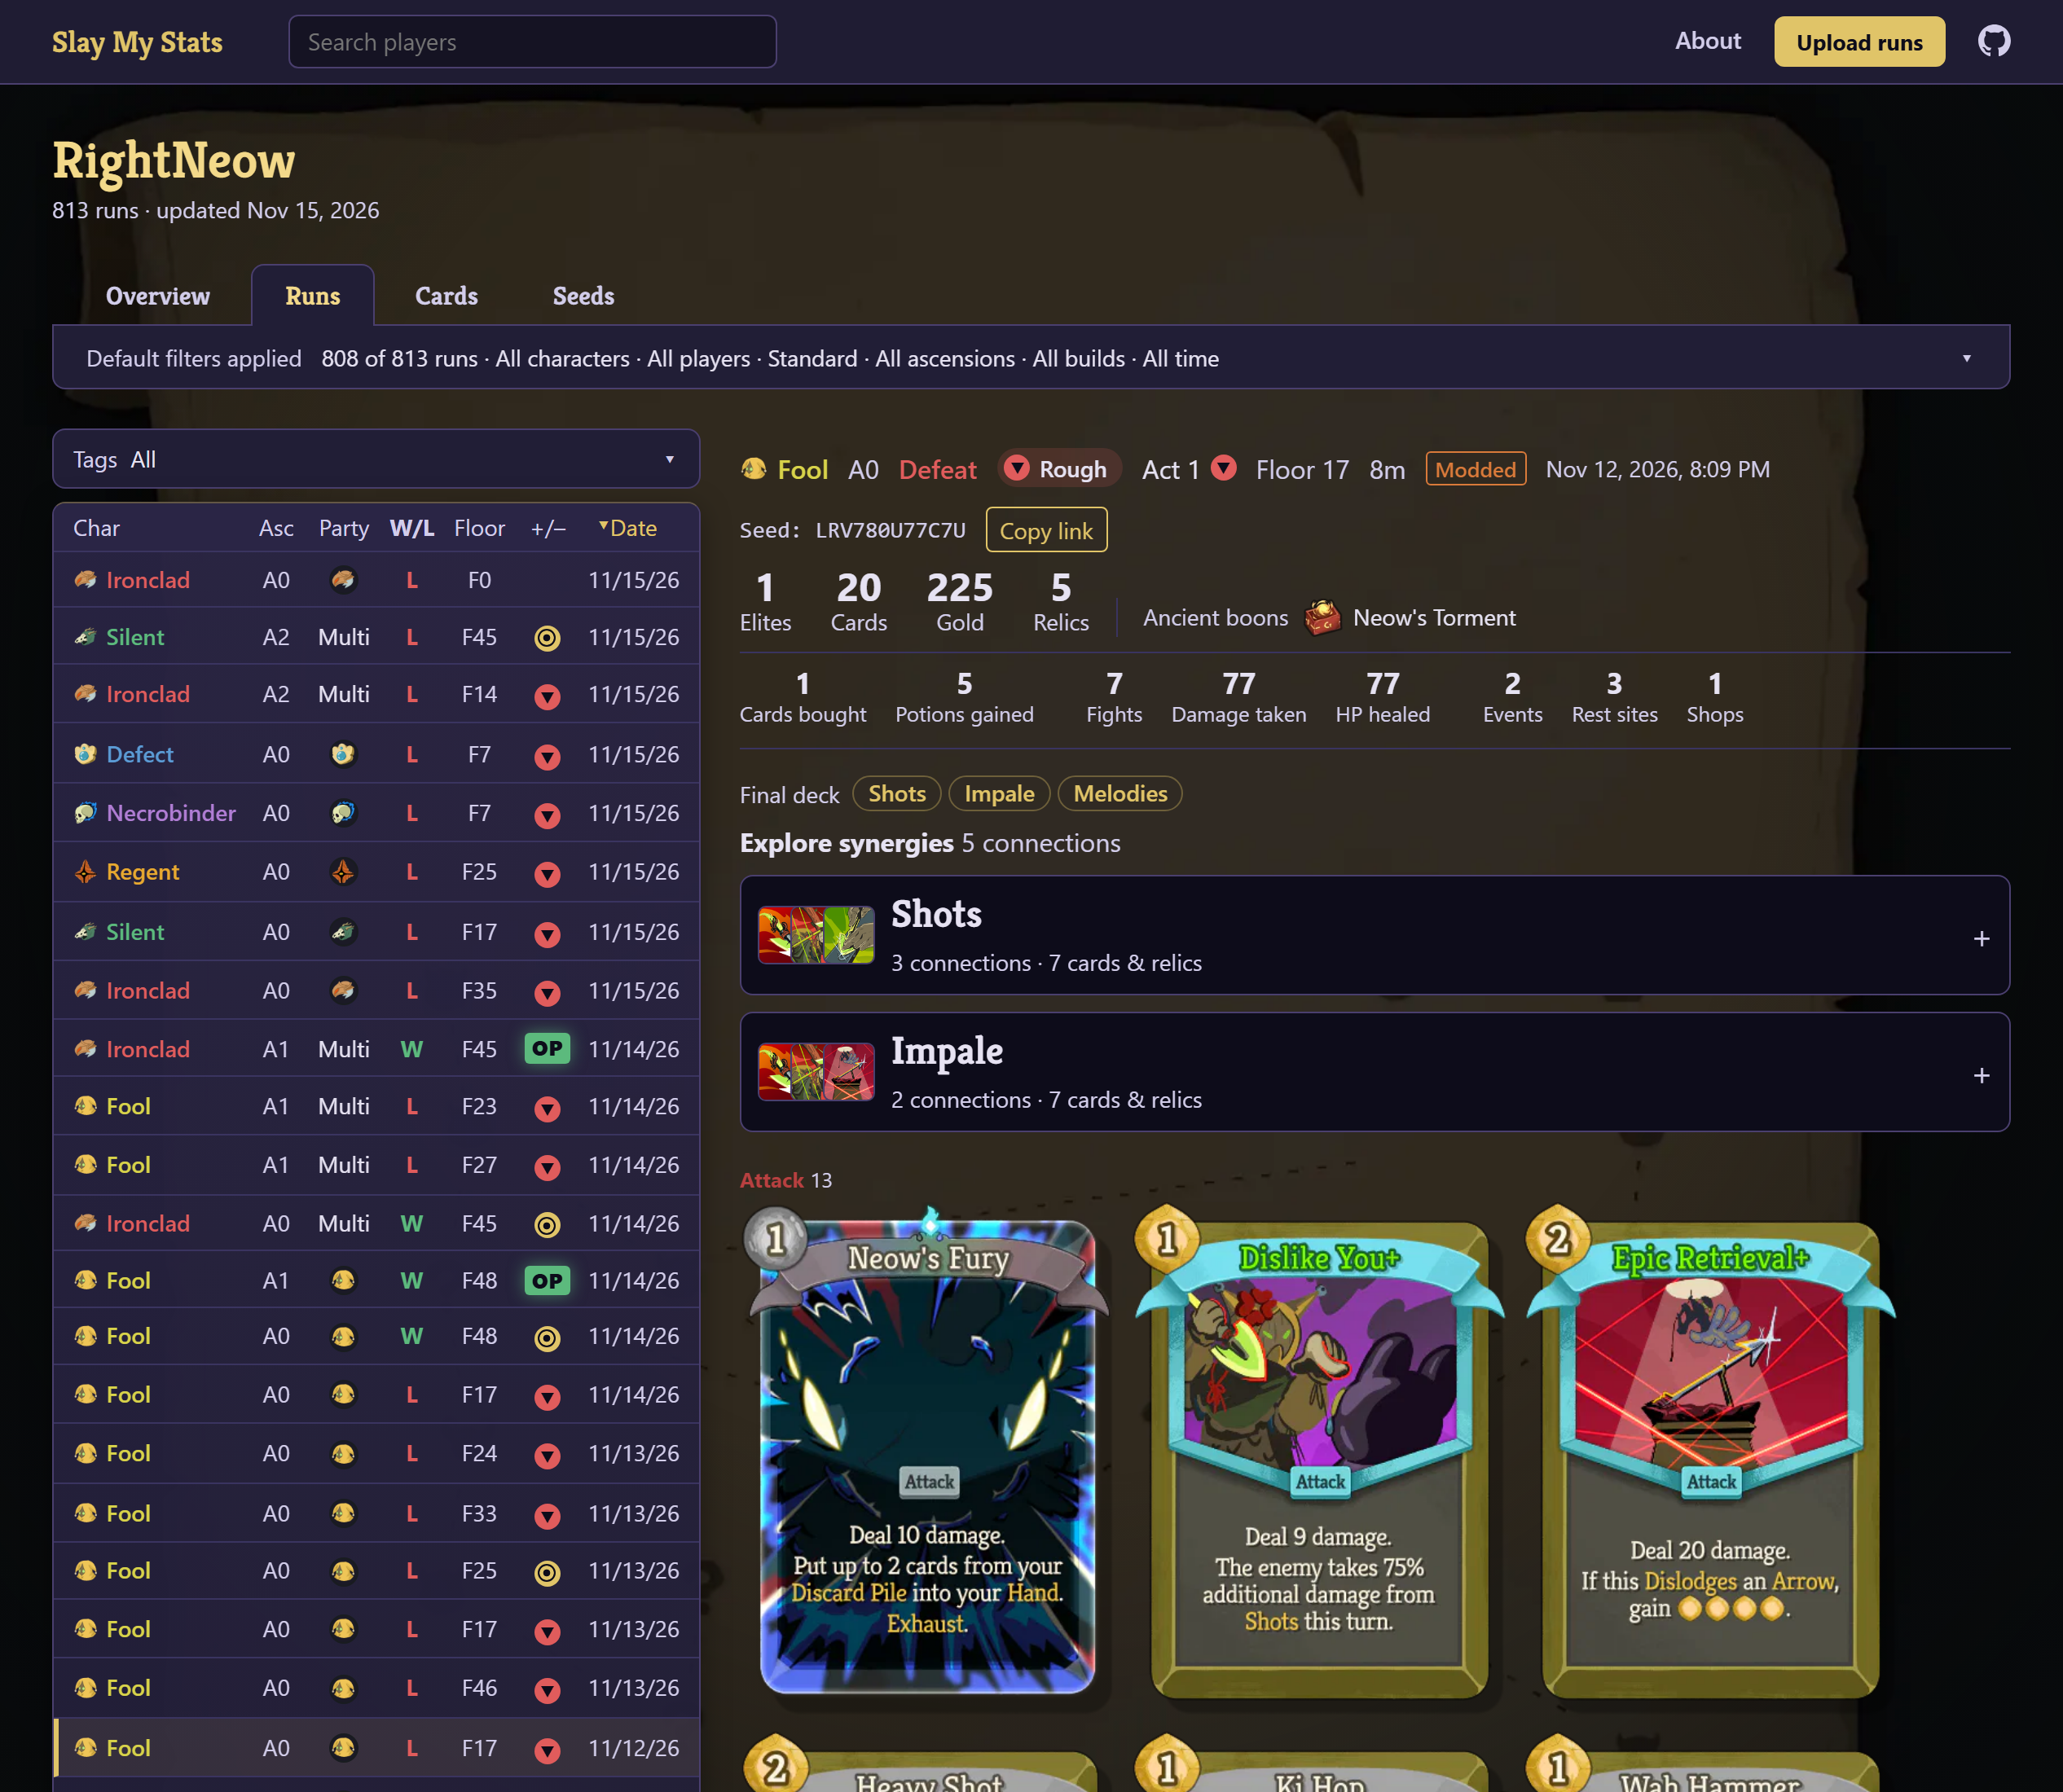 Slay My Stats
Search players
About
Upload runs
RightNeow
813 runs · updated Nov 15, 2026
Overview
Runs
Cards
Seeds
Default filters applied 808 of 813 runs · All characters · All players · Standard · All ascensions · All builds · All time
Tags All
Char Asc Party W/L Floor +/− Date
Ironclad A0 L F0 11/15/26
Silent A2 Multi L F45 11/15/26
Ironclad A2 Multi L F14 11/15/26
Defect A0 L F7 11/15/26
Necrobinder A0 L F7 11/15/26
Regent A0 L F25 11/15/26
Silent A0 L F17 11/15/26
Ironclad A0 L F35 11/15/26
Ironclad A1 Multi W F45 OP 11/14/26
Fool A1 Multi L F23 11/14/26
Fool A1 Multi L F27 11/14/26
Ironclad A0 Multi W F45 11/14/26
Fool A1 W F48 OP 11/14/26
Fool A0 W F48 11/14/26
Fool A0 L F17 11/14/26
Fool A0 L F24 11/13/26
Fool A0 L F33 11/13/26
Fool A0 L F25 11/13/26
Fool A0 L F17 11/13/26
Fool A0 L F46 11/13/26
Fool A0 L F17 11/12/26
Fool A0 Defeat Rough Act 1 Floor 17 8m Modded Nov 12, 2026, 8:09 PM
Seed: LRV780U77C7U Copy link
1 20 225 5
Elites Cards Gold Relics Ancient boons Neow's Torment
1 5 7 77 77 2 3 1
Cards bought Potions gained Fights Damage taken HP healed Events Rest sites Shops
Final deck Shots Impale Melodies
Explore synergies 5 connections
Shots
3 connections · 7 cards & relics
+
Impale
2 connections · 7 cards & relics
+
Attack 13
1
Neow's Fury
Attack
Deal 10 damage.
Put up to 2 cards from your
Discard Pile into your Hand.
Exhaust.
1
Dislike You+
Attack
Deal 9 damage.
The enemy takes 75%
additional damage from
Shots this turn.
2
Epic Retrieval+
Attack
Deal 20 damage.
If this Dislodges an Arrow,
gain .
2
Heavy Shot
1
Ki Hop
1
Wah Hammer